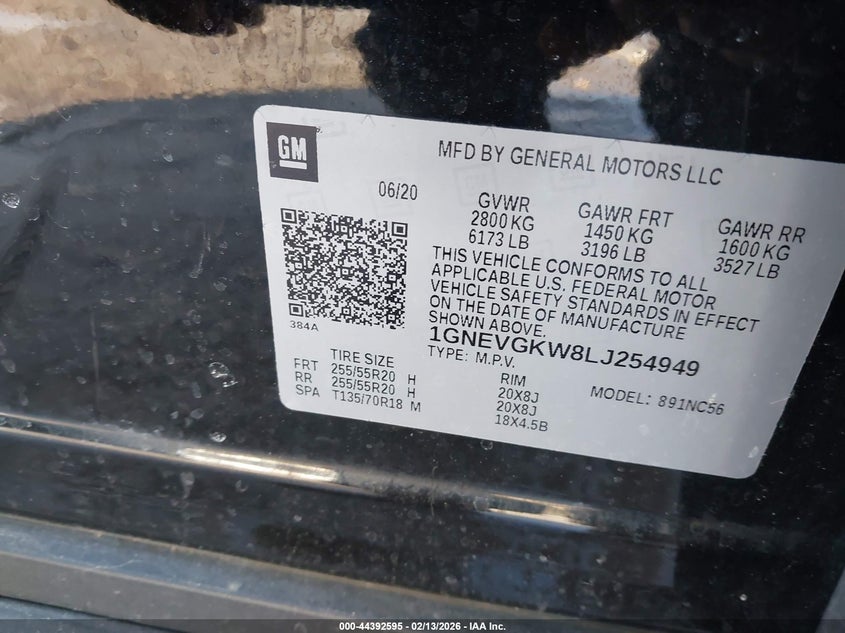 GM
MFD BY GENERAL MOTORS LLC
06/20
GVWR
2800 KG
6173 LB
GAWR FRT
1450 KG
3196 LB
GAWR RR
1600 KG
3527 LB
THIS VEHICLE CONFORMS TO ALL
APPLICABLE U.S. FEDERAL MOTOR
VEHICLE SAFETY STANDARDS IN EFFECT
ON THE DATE OF MANUFACTURE
SHOWN ABOVE.
384A
1GNEVGKW8LJ254949
TYPE: M.P.V.
MODEL: 891NC56
TIRE SIZE
RIM
FRT 255/55R20 H 20X8J
RR 255/55R20 H 20X8J
SPA T135/70R18 M 18X4.5B
000-44392595 - 02/13/2026 - IAA Inc.